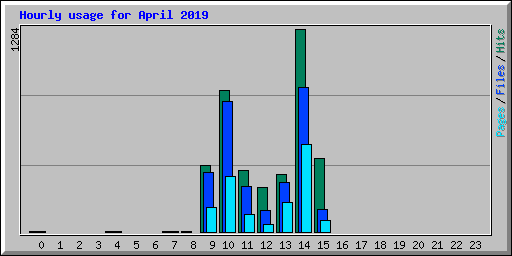 Hourly usage for April 2019
1284
Pages/Files/Hits
0 1 2 3 4 5 6 7 8 9 10 11 12 13 14 15 16 17 18 19 20 21 22 23